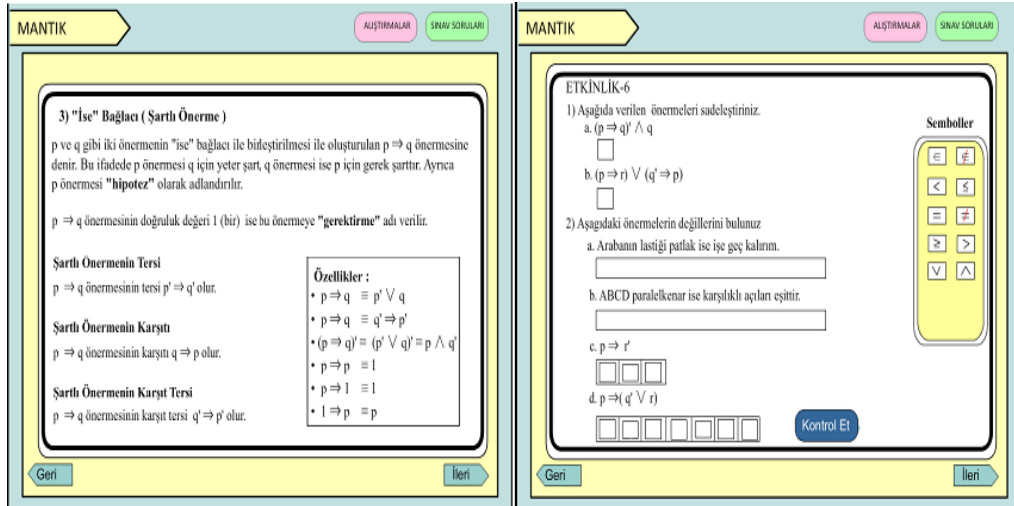 MANTIK
ALIŞTIRMALAR
SINAV SORULARI
3) "İse" Bağlacı ( Şartlı Önerme )
p ve q gibi iki önermenin "ise" bağlacı ile birleştirilmesi ile oluşturulan p ⇒ q önermesine
denir. Bu ifadede p önermesi q için yeter şart, q önermesi ise p için gerek şarttır. Ayrıca
p önermesi "hipotez" olarak adlandırılır.
p ⇒ q önermesinin doğruluk değeri 1 (bir) ise bu önermeye "gerektirme" adı verilir.
Şartlı Önermenin Tersi
p ⇒ q önermesinin tersi p' ⇒ q' olur.
Şartlı Önermenin Karşıtı
p ⇒ q önermesinin karşıtı q ⇒ p olur.
Şartlı Önermenin Karşıt Tersi
p ⇒ q önermesinin karşıt tersi q' ⇒ p' olur.
Özellikler :
• p ⇒ q ≡ p' ∨ q
• p ⇒ q ≡ q' ⇒ p'
• (p ⇒ q)' ≡ (p' ∨ q)' ≡ p ∧ q'
• p ⇒ p ≡ 1
• p ⇒ 1 ≡ 1
• 1 ⇒ p ≡ p
Geri
İleri
MANTIK
ALIŞTIRMALAR
SINAV SORULARI
ETKİNLİK-6
1) Aşağıda verilen önermeleri sadeleştiriniz.
a. (p ⇒ q)' ∧ q
b. (p ⇒ r) ∨ (q' ⇒ p)
2) Aşagıdaki önermelerin değillerini bulunuz
a. Arabanın lastiği patlak ise işe geç kalırım.
b. ABCD paralelkenar ise karşılıklı açıları eşittir.
c. p ⇒ r'
d. p ⇒( q' ∨ r)
Kontrol Et
Semboller
∈ ∉
< ≤
= ≠
≥ >
∨ ∧
Geri
İleri